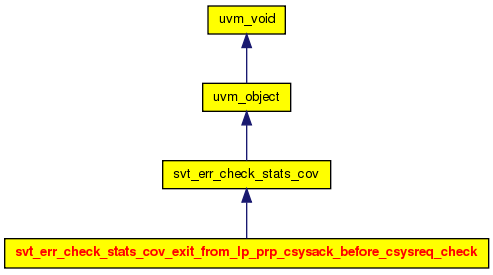 uvm_void
uvm_object
svt_err_check_stats_cov
svt_err_check_stats_cov_exit_from_lp_prp_csysack_before_csysreq_check